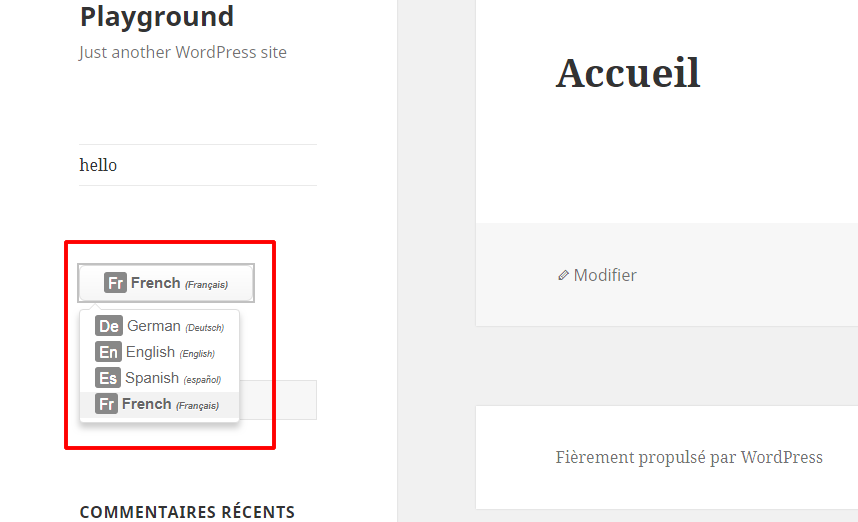 Playground
Just another WordPress site
hello
Fr French (Français)
De German (Deutsch)
En English (English)
Es Spanish (español)
Fr French (Français)
COMMENTAIRES RÉCENTS
Accueil
Modifier
Fièrement propulsé par WordPress